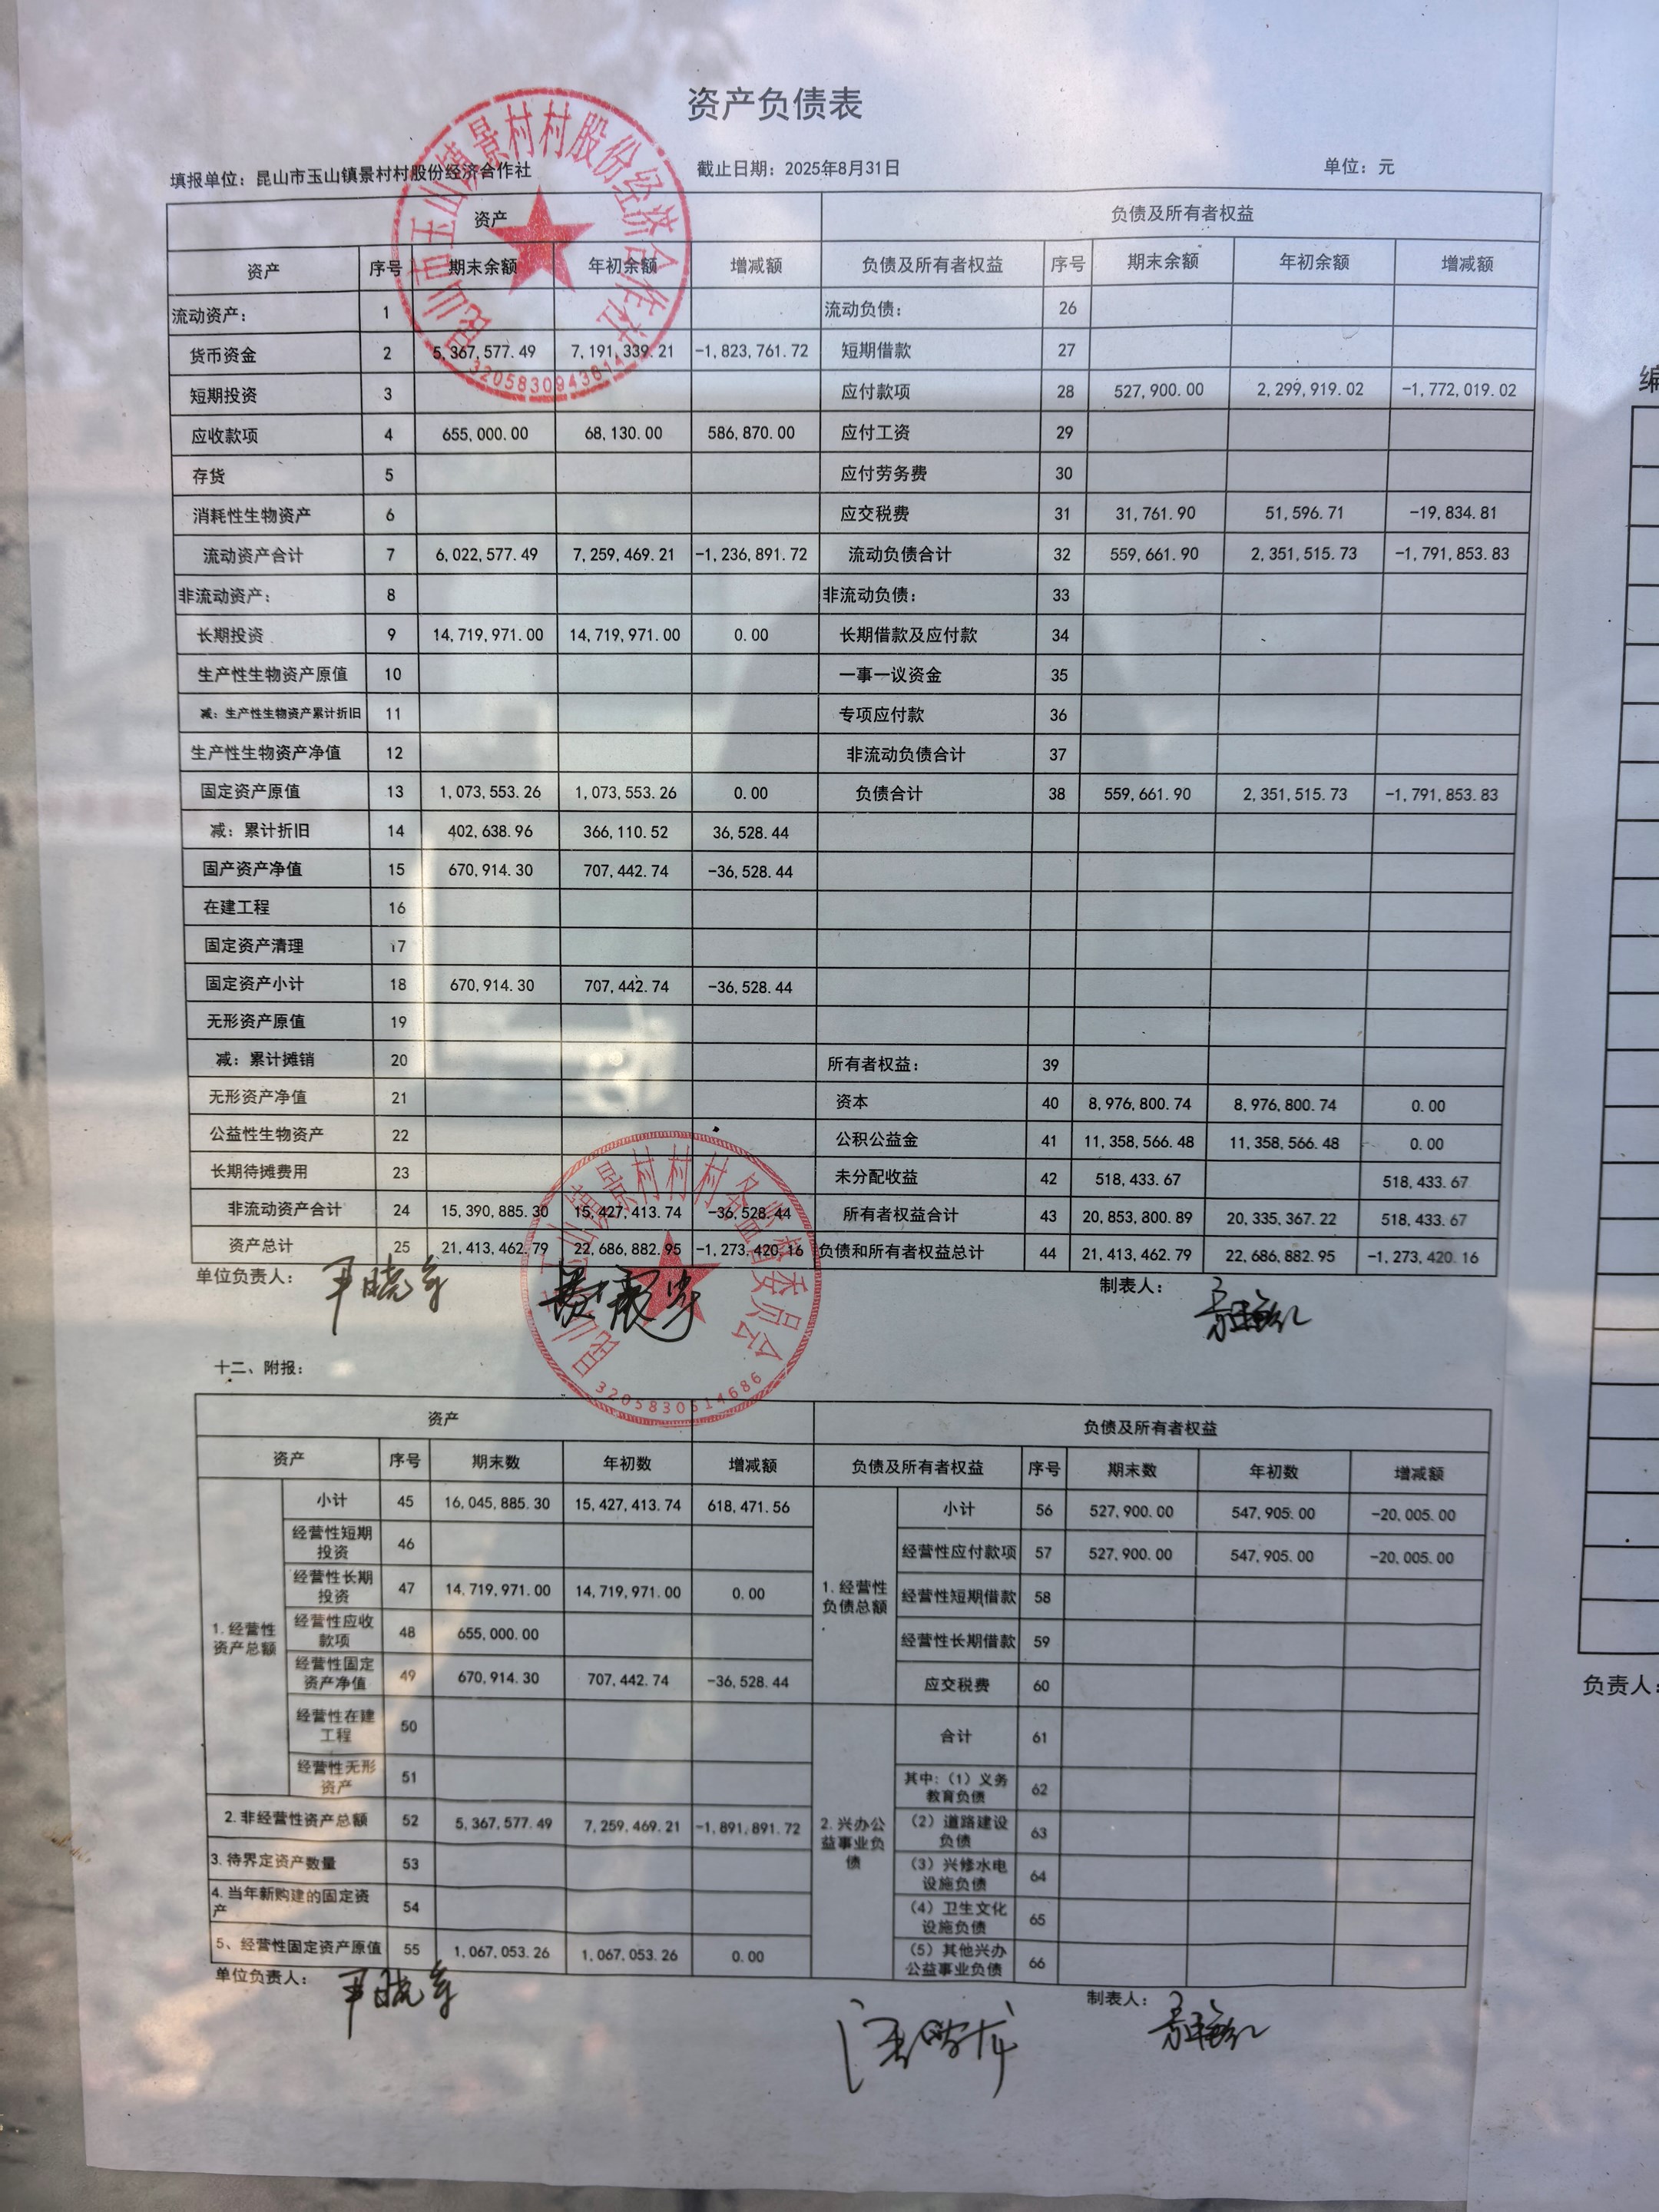 资产负债表
填报单位：昆山市玉山镇景村村股份经济合作社 截止日期：2025年8月31日 单位：元
资产 负债及所有者权益
资产 序号 期末余额 年初余额 增减额 负债及所有者权益 序号 期末余额 年初余额 增减额
流动资产： 1 流动负债： 26
货币资金 2 5,367,577.49 7,191,339.21 -1,823,761.72 短期借款 27
短期投资 3 应付款项 28 527,900.00 2,299,919.02 -1,772,019.02
应收款项 4 655,000.00 68,130.00 586,870.00 应付工资 29
存货 5 应付劳务费 30
消耗性生物资产 6 应交税费 31 31,761.90 51,596.71 -19,834.81
流动资产合计 7 6,022,577.49 7,259,469.21 -1,236,891.72 流动负债合计 32 559,661.90 2,351,515.73 -1,791,853.83
非流动资产： 8 非流动负债： 33
长期投资 9 14,719,971.00 14,719,971.00 0.00 长期借款及应付款 34
生产性生物资产原值 10 一事一议资金 35
减：生产性生物资产累计折旧 11 专项应付款 36
生产性生物资产净值 12 非流动负债合计 37
固定资产原值 13 1,073,553.26 1,073,553.26 0.00 负债合计 38 559,661.90 2,351,515.73 -1,791,853.83
减：累计折旧 14 402,638.96 366,110.52 36,528.44
固产资产净值 15 670,914.30 707,442.74 -36,528.44
在建工程 16
固定资产清理 17
固定资产小计 18 670,914.30 707,442.74 -36,528.44
无形资产原值 19
减：累计摊销 20 所有者权益： 39
无形资产净值 21 资本 40 8,976,800.74 8,976,800.74 0.00
公益性生物资产 22 公积公益金 41 11,358,566.48 11,358,566.48 0.00
长期待摊费用 23 未分配收益 42 518,433.67 518,433.67
非流动资产合计 24 15,390,885.30 15,427,413.74 -36,528.44 所有者权益合计 43 20,853,800.89 20,335,367.22 518,433.67
资产总计 25 21,413,462.79 22,686,882.95 -1,273,420.16 负债和所有者权益总计 44 21,413,462.79 22,686,882.95 -1,273,420.16
单位负责人： 制表人：
昆山市玉山镇景村村股份经济合作社
昆山市玉山镇景村村村务监督委员会
十二、附报：
资产 负债及所有者权益
资产 序号 期末数 年初数 增减额 负债及所有者权益 序号 期末数 年初数 增减额
1.经营性资产总额 小计 45 16,045,885.30 15,427,413.74 618,471.56 1.经营性负债总额 小计 56 527,900.00 547,905.00 -20,005.00
经营性短期投资 46 经营性应付款项 57 527,900.00 547,905.00 -20,005.00
经营性长期投资 47 14,719,971.00 14,719,971.00 0.00 经营性短期借款 58
经营性应收款项 48 655,000.00 经营性长期借款 59
经营性固定资产净值 49 670,914.30 707,442.74 -36,528.44 应交税费 60
经营性在建工程 50 2.兴办公益事业负债 合计 61
经营性无形资产 51 其中：（1）义务教育负债 62
2.非经营性资产总额 52 5,367,577.49 7,259,469.21 -1,891,891.72 （2）道路建设负债 63
3.待界定资产数量 53 （3）兴修水电设施负债 64
4.当年新购建的固定资产 54 （4）卫生文化设施负债 65
5、经营性固定资产原值 55 1,067,053.26 1,067,053.26 0.00 （5）其他兴办公益事业负债 66
单位负责人： 制表人：
负责人：